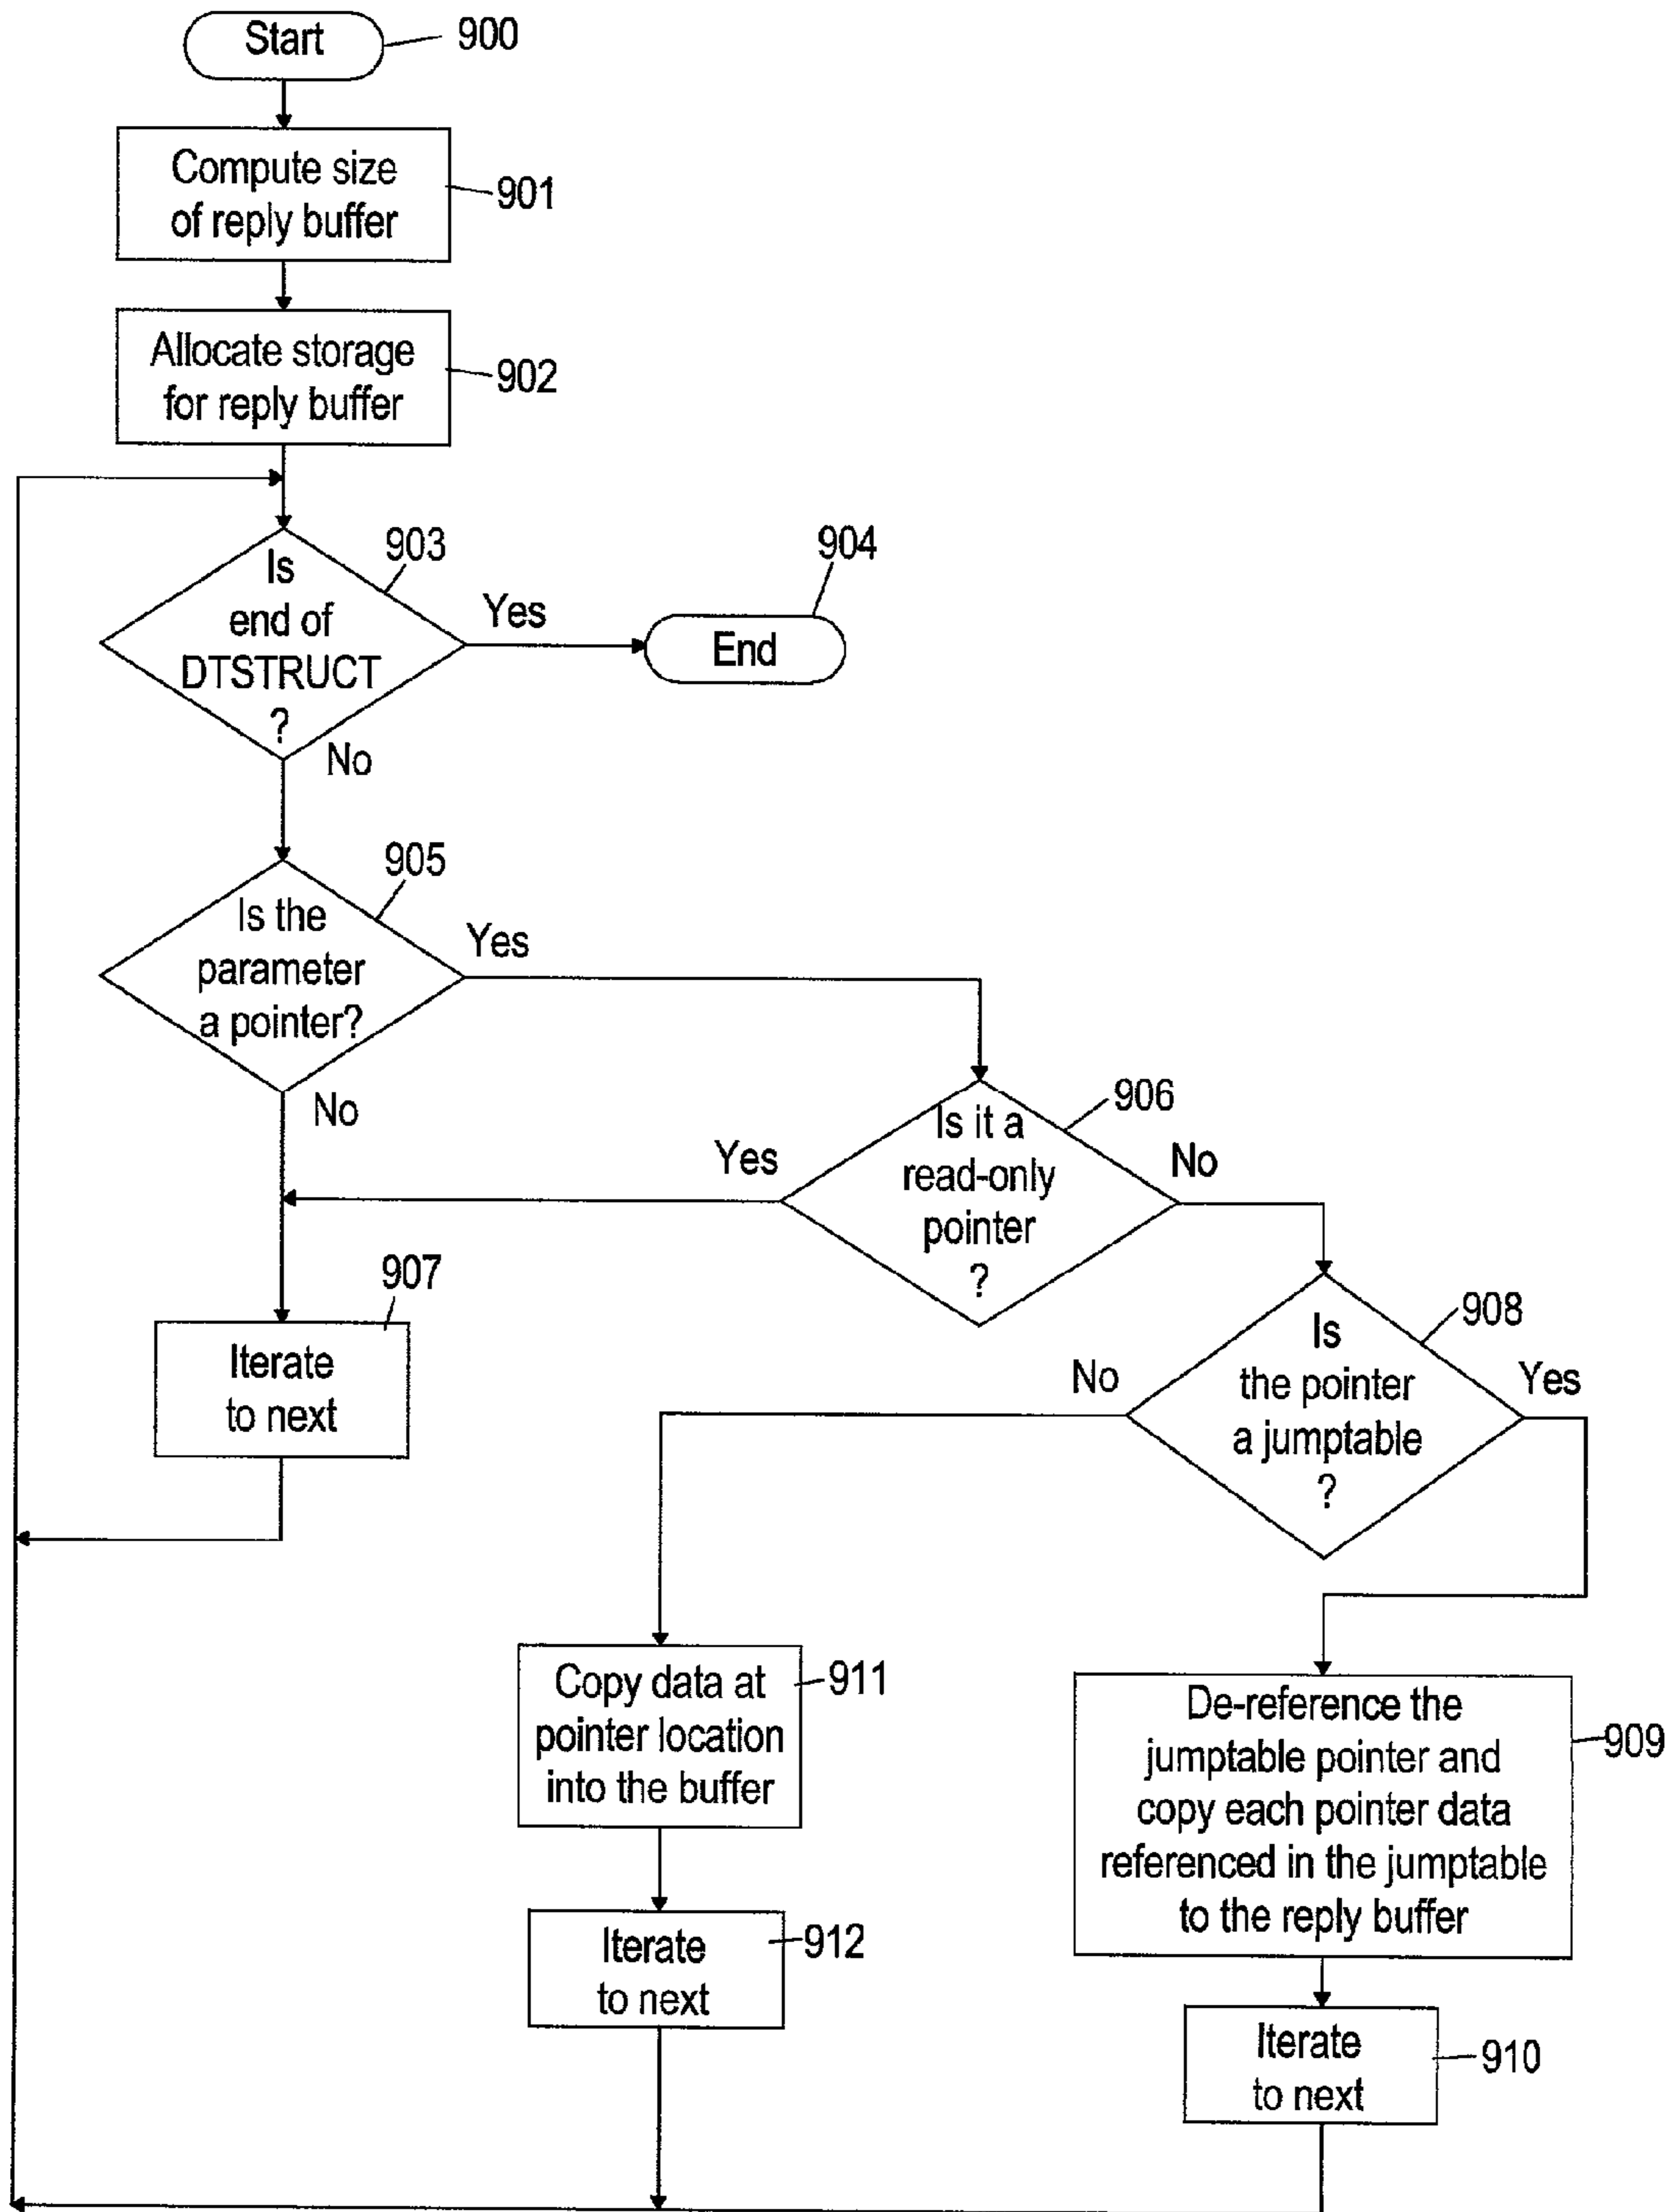 Start
900
Compute size
of reply buffer
901
Allocate storage
for reply buffer
902
Is
end of
DTSTRUCT
?
903
Yes
End
904
No
Is the
parameter
a pointer?
905
Yes
No
Is it a
read-only
pointer
?
906
Yes
No
Iterate
to next
907
Is
the pointer
a jumptable
?
908
No
Yes
Copy data at
pointer location
into the buffer
911
De-reference the
jumptable pointer and
copy each pointer data
referenced in the jumptable
to the reply buffer
909
Iterate
to next
912
Iterate
to next
910